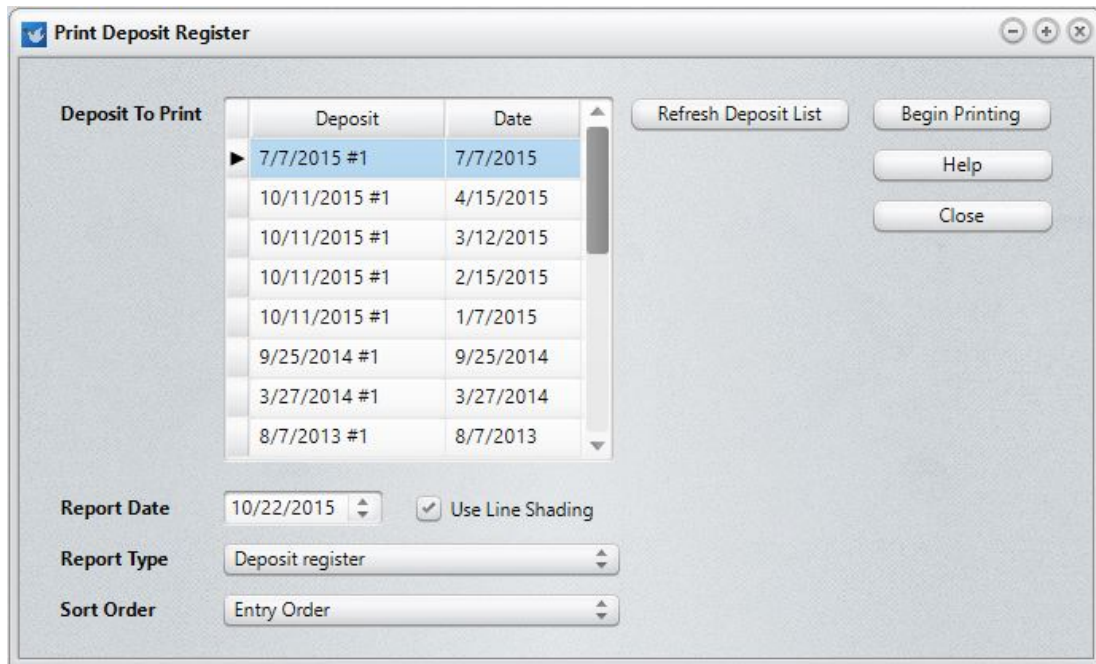 Print Deposit Register
Deposit To Print
Deposit Date
7/7/2015 #1 7/7/2015
10/11/2015 #1 4/15/2015
10/11/2015 #1 3/12/2015
10/11/2015 #1 2/15/2015
10/11/2015 #1 1/7/2015
9/25/2014 #1 9/25/2014
3/27/2014 #1 3/27/2014
8/7/2013 #1 8/7/2013
Refresh Deposit List
Begin Printing
Help
Close
Report Date 10/22/2015 Use Line Shading
Report Type Deposit register
Sort Order Entry Order